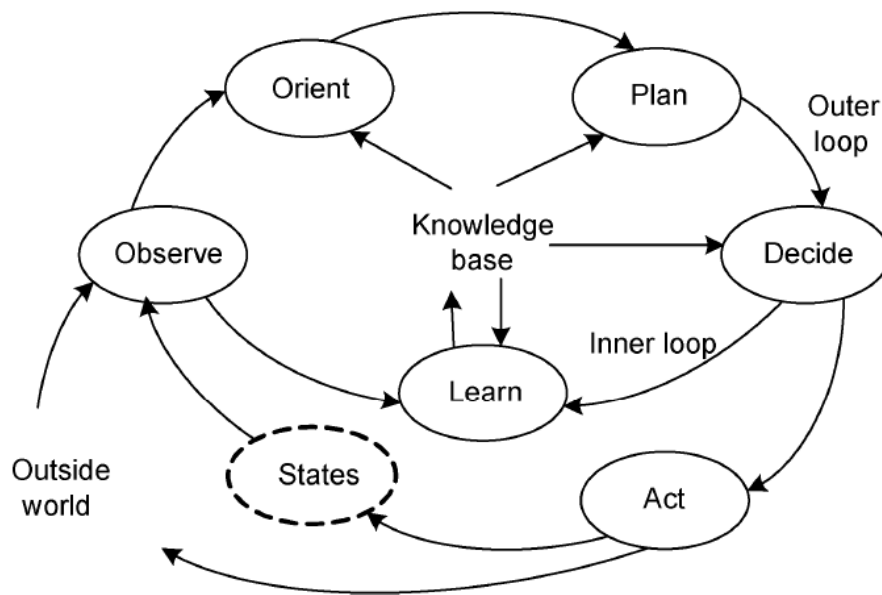 Orient
Plan
Outer
loop
Observe
Knowledge
base
Decide
Inner loop
Learn
Outside
world
States
Act